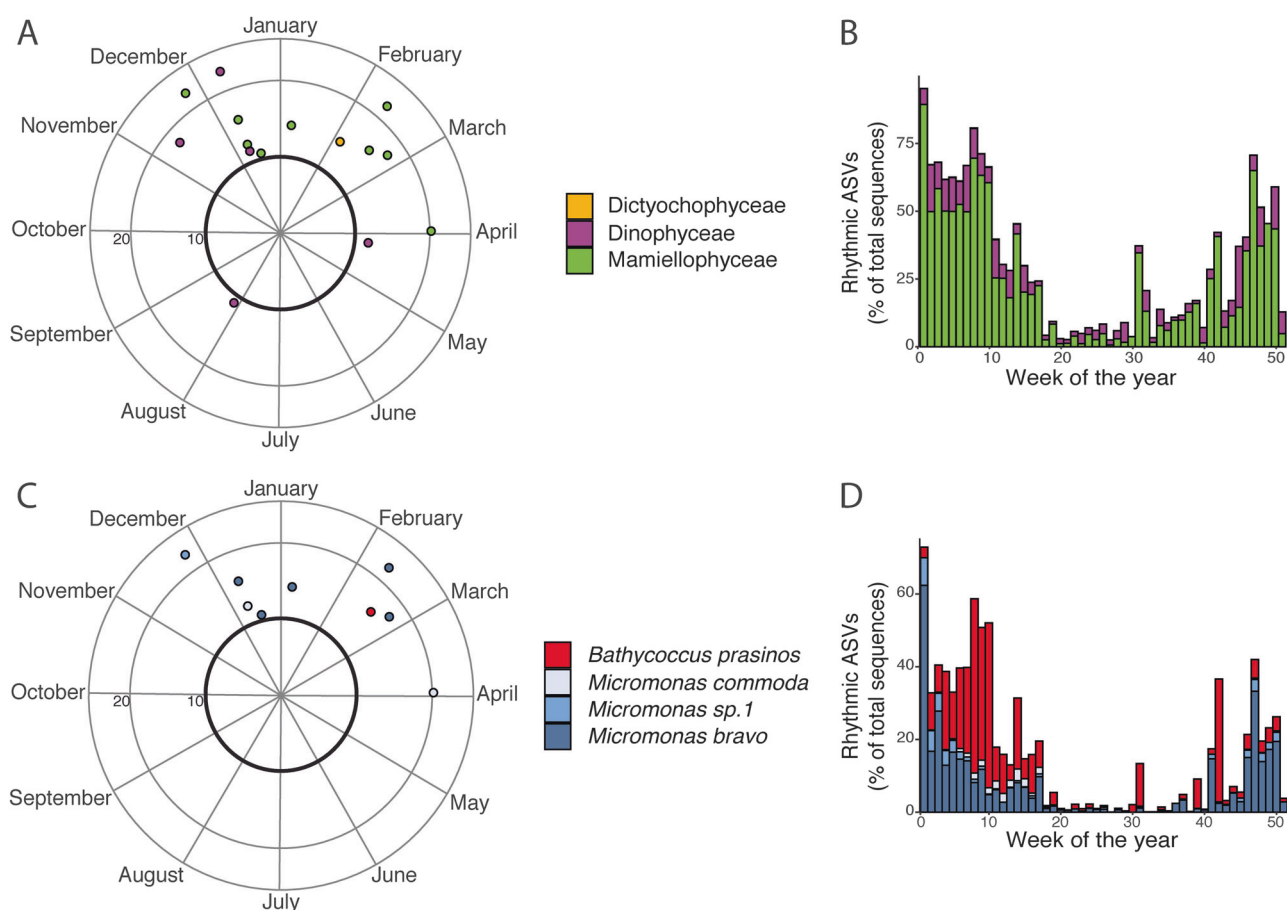 A
January
February
March
April
May
June
July
August
September
October
November
December
20
10
Dictyochophyceae
Dinophyceae
Mamiellophyceae
B
Rhythmic ASVs
(% of total sequences)
75
50
25
0
0
10
20
30
40
50
Week of the year
C
January
February
March
April
May
June
July
August
September
October
November
December
20
10
Bathycoccus prasinos
Micromonas commoda
Micromonas sp.1
Micromonas bravo
D
Rhythmic ASVs
(% of total sequences)
60
40
20
0
0
10
20
30
40
50
Week of the year